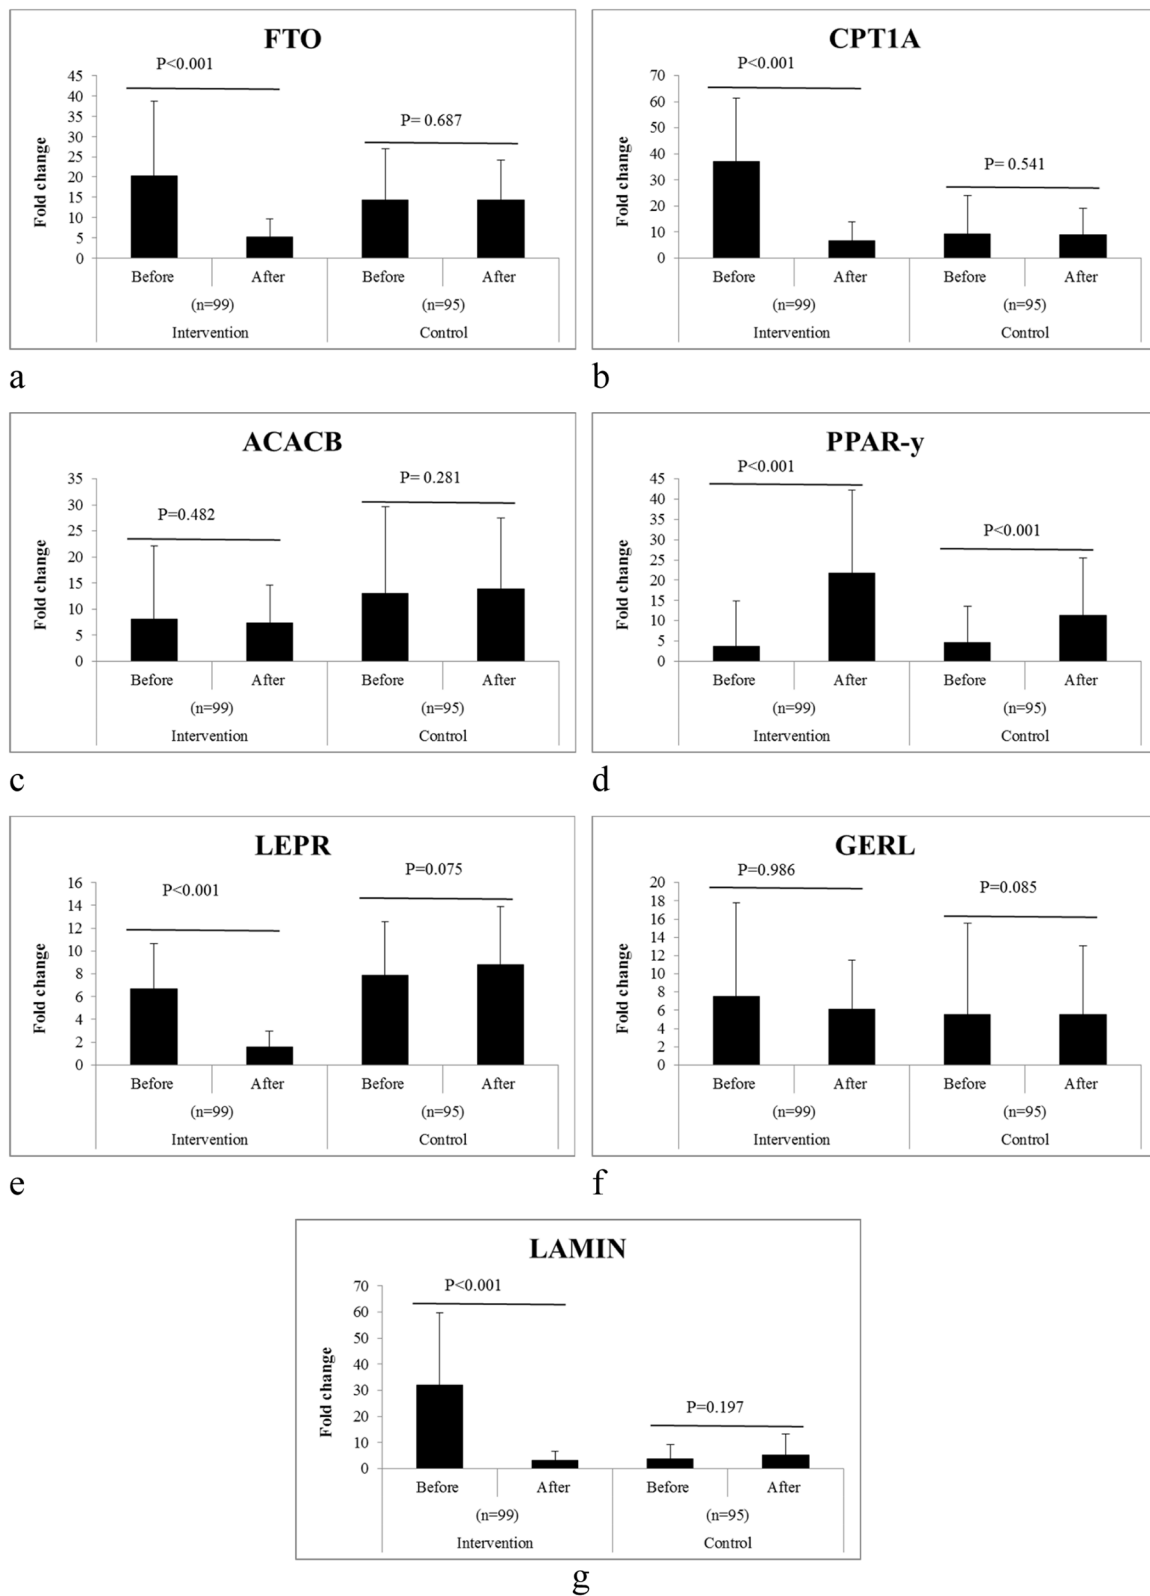 FTO
P<0.001
P= 0.687
Fold change
45
40
35
30
25
20
15
10
5
0
Before After Before After
(n=99) (n=95)
Intervention Control
a
CPT1A
P<0.001
P= 0.541
Fold change
70
60
50
40
30
20
10
0
Before After Before After
(n=99) (n=95)
Intervention Control
b
ACACB
P=0.482
P= 0.281
Fold change
35
30
25
20
15
10
5
0
Before After Before After
(n=99) (n=95)
Intervention Control
c
PPAR-y
P<0.001
P<0.001
Fold change
45
40
35
30
25
20
15
10
5
0
Before After Before After
(n=99) (n=95)
Intervention Control
d
LEPR
P<0.001
P=0.075
Fold change
16
14
12
10
8
6
4
2
0
Before After Before After
(n=99) (n=95)
Intervention Control
e
GERL
P=0.986
P=0.085
Fold change
20
18
16
14
12
10
8
6
4
2
0
Before After Before After
(n=99) (n=95)
Intervention Control
f
LAMIN
P<0.001
P=0.197
Fold change
70
60
50
40
30
20
10
0
Before After Before After
(n=99) (n=95)
Intervention Control
g